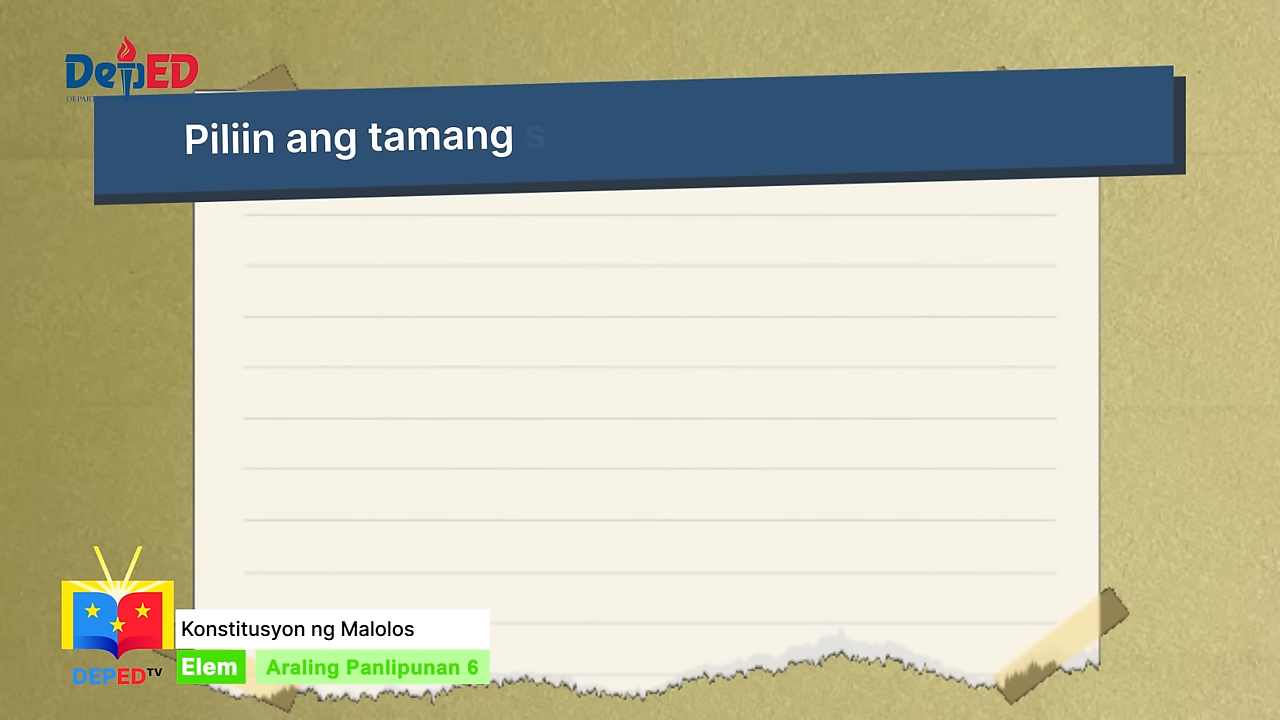 DepED
Piliin ang tamang s
Konstitusyon ng Malolos
Elem Araling Panlipunan 6
DEPED TV